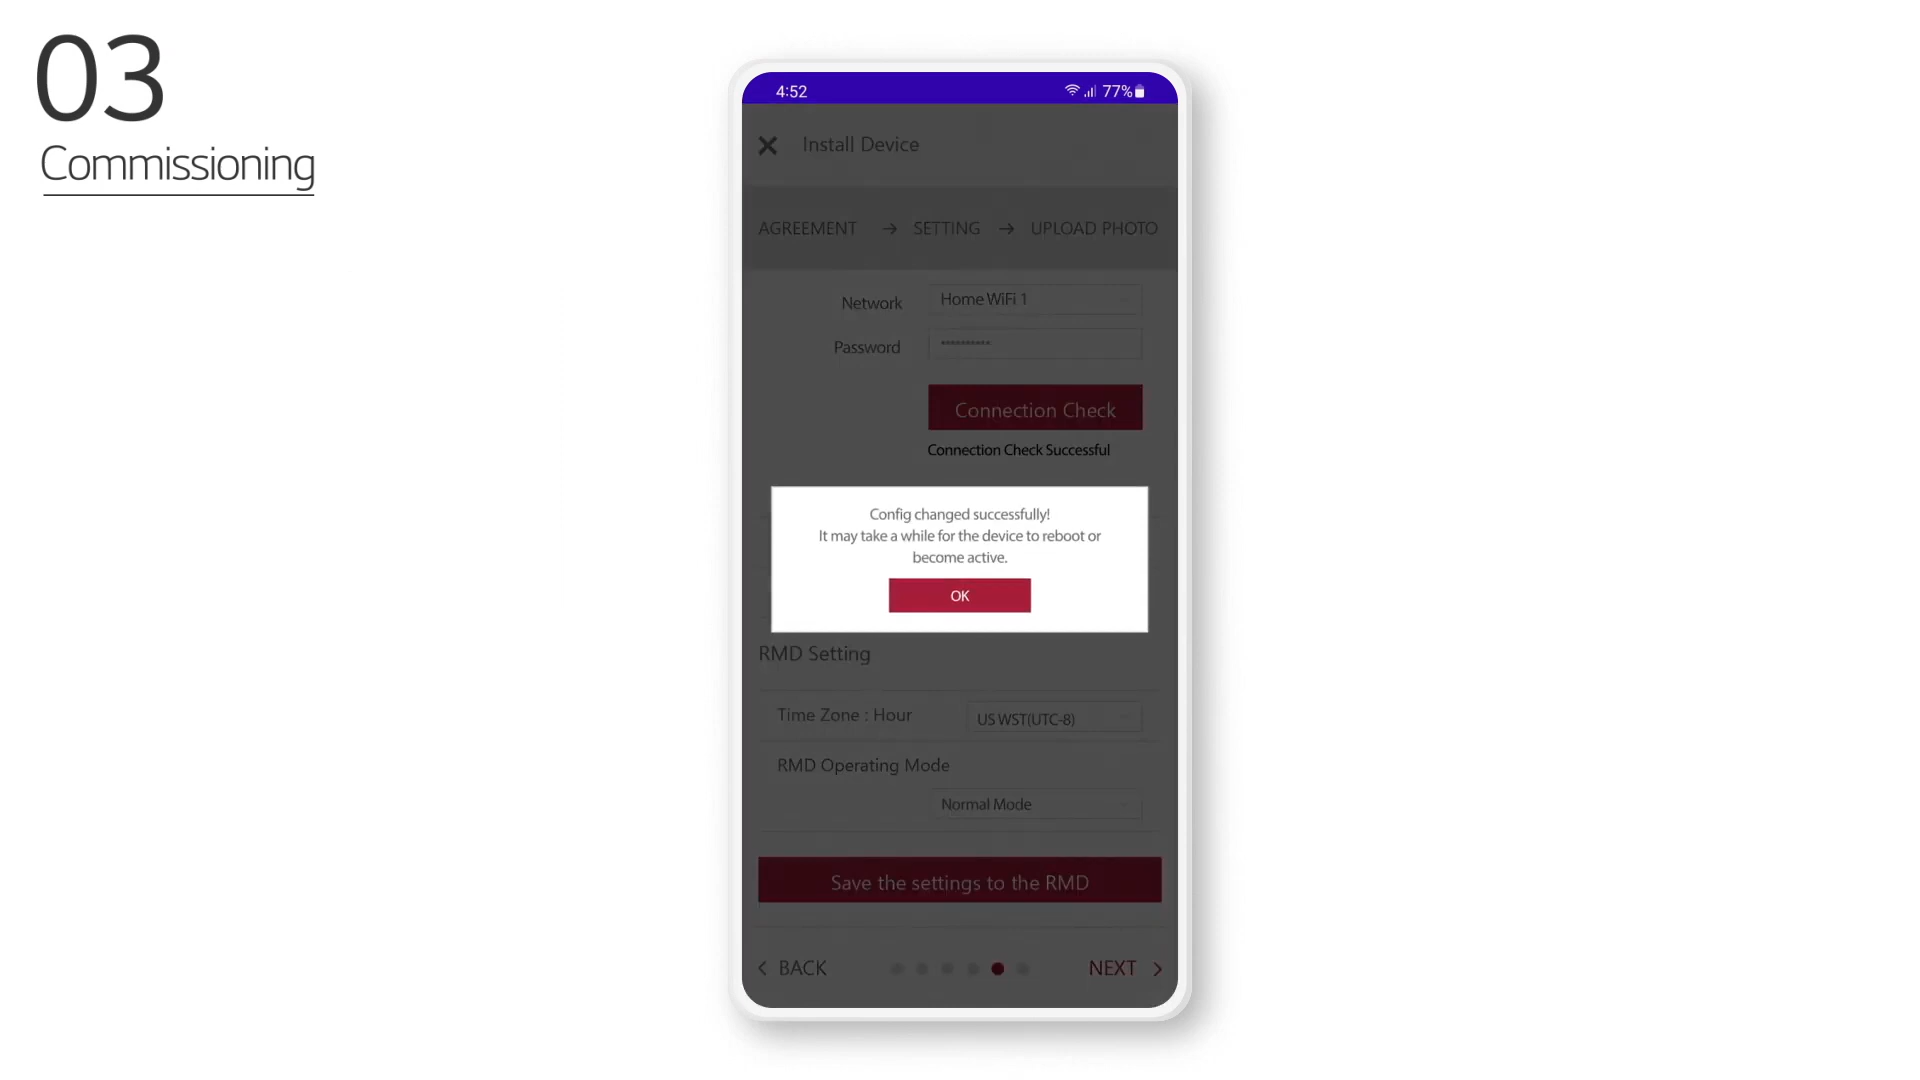 03
Commissioning
4:52
77%
Install Device
AGREEMENT → SETTING → UPLOAD PHOTO
Network Home WiFi 1
Password **********
Connection Check
Connection Check Successful
Config changed successfully!
It may take a while for the device to reboot or
become active.
OK
RMD Setting
Time Zone : Hour US WST(UTC-8)
RMD Operating Mode
Normal Mode
Save the settings to the RMD
BACK NEXT